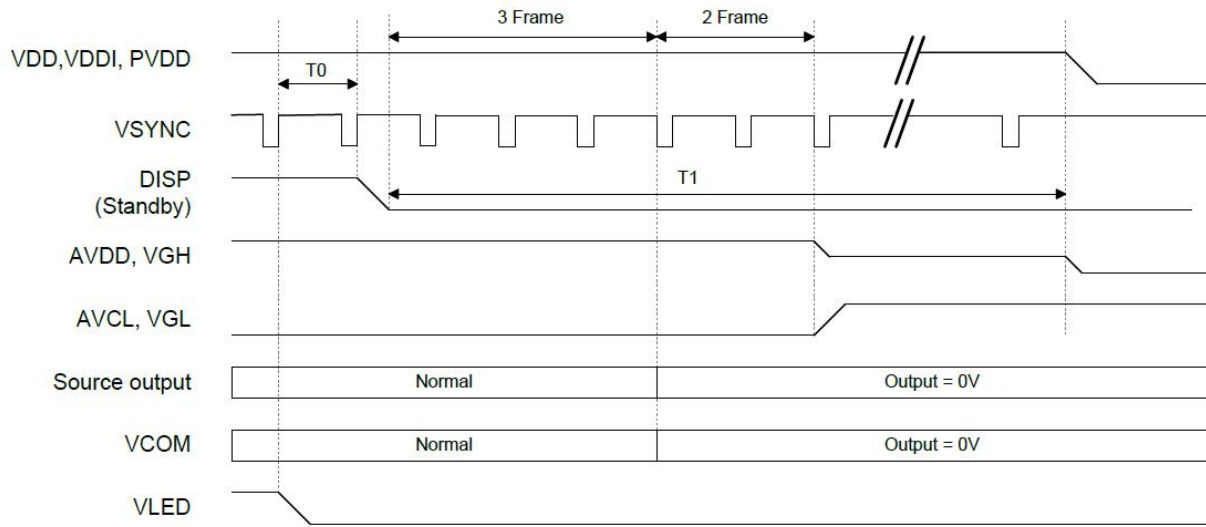 3 Frame
2 Frame
VDD,VDDI, PVDD
T0
VSYNC
DISP
(Standby)
T1
AVDD, VGH
AVCL, VGL
Source output
Normal
Output = 0V
VCOM
Normal
Output = 0V
VLED